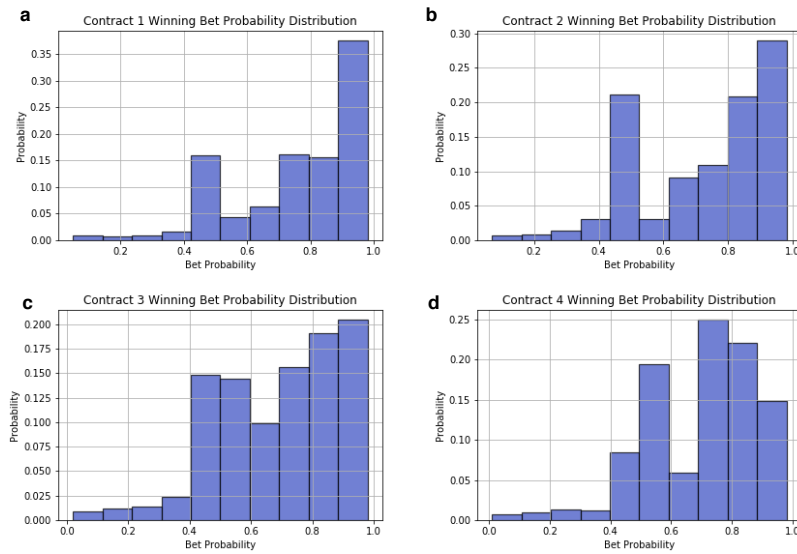 a
Contract 1 Winning Bet Probability Distribution
0.35
0.30
0.25
0.20
0.15
0.10
0.05
0.00
Probability
0.2 0.4 0.6 0.8 1.0
Bet Probability
b
Contract 2 Winning Bet Probability Distribution
0.30
0.25
0.20
0.15
0.10
0.05
0.00
Probability
0.2 0.4 0.6 0.8 1.0
Bet Probability
c
Contract 3 Winning Bet Probability Distribution
0.200
0.175
0.150
0.125
0.100
0.075
0.050
0.025
0.000
Probability
0.0 0.2 0.4 0.6 0.8 1.0
Bet Probability
d
Contract 4 Winning Bet Probability Distribution
0.25
0.20
0.15
0.10
0.05
0.00
Probability
0.0 0.2 0.4 0.6 0.8 1.0
Bet Probability